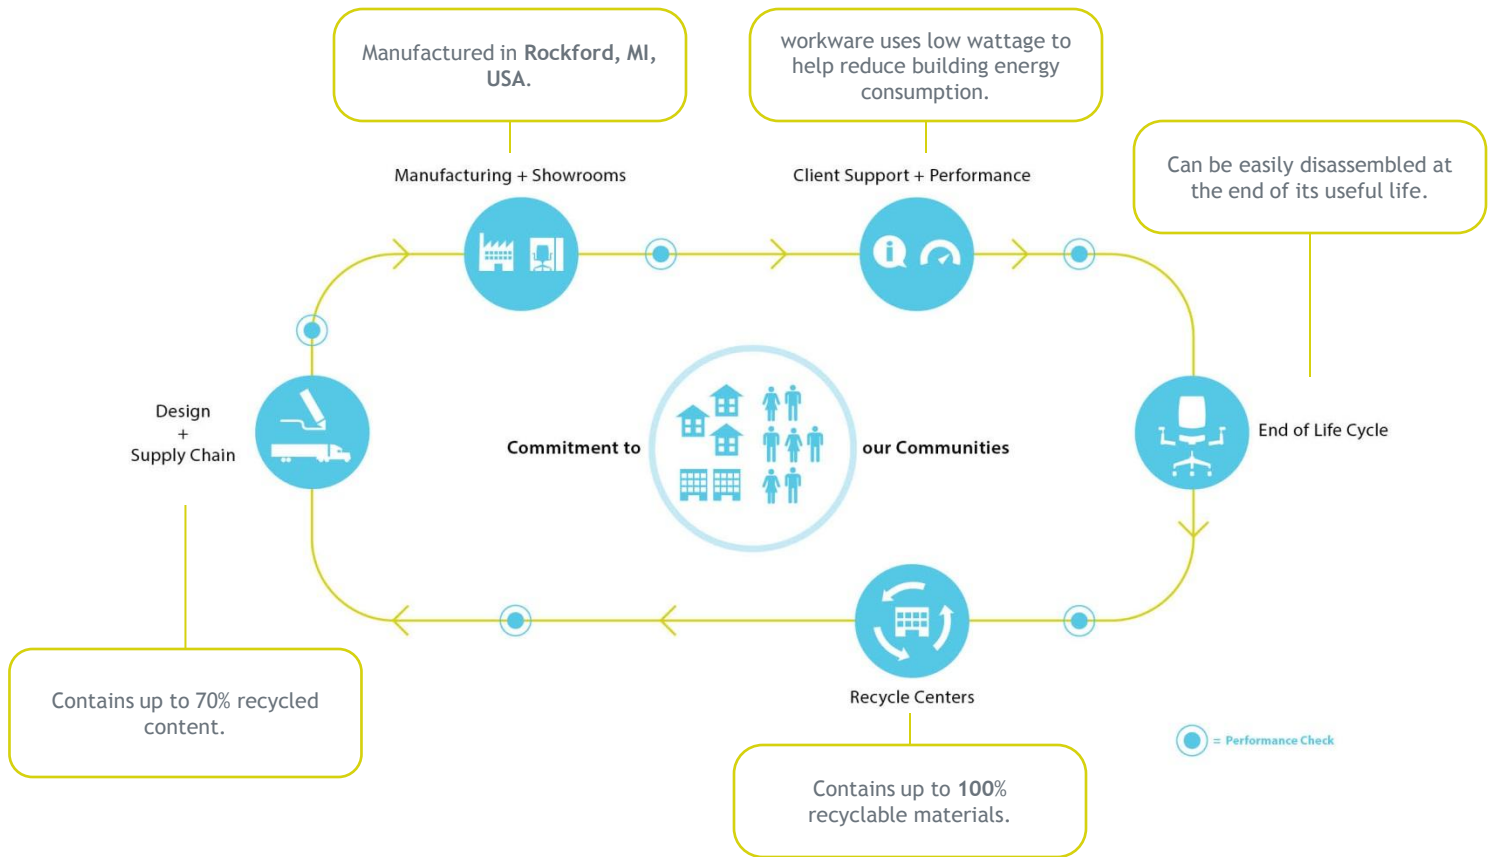 Manufactured in Rockford, MI,
USA.
workware uses low wattage to
help reduce building energy
consumption.
Can be easily disassembled at
the end of its useful life.
Manufacturing + Showrooms
Client Support + Performance
Design
+
Supply Chain
Commitment to
our Communities
End of Life Cycle
Recycle Centers
Contains up to 70% recycled
content.
= Performance Check
Contains up to 100%
recyclable materials.